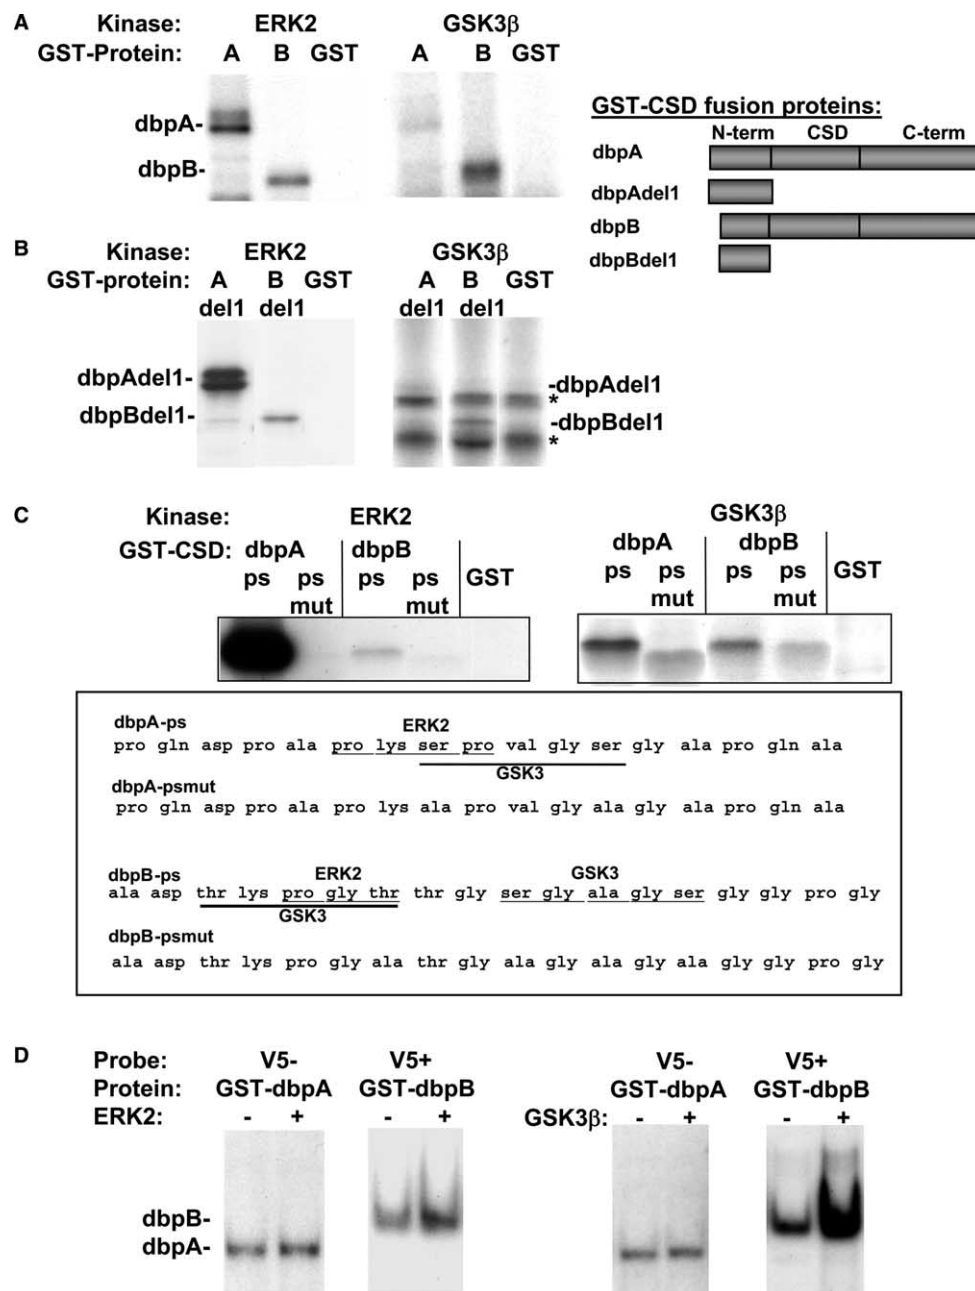 A
Kinase: ERK2 GSK3β
GST-Protein: A B GST A B GST
dbpA-
dbpB-
GST-CSD fusion proteins:
N-term CSD C-term
dbpA
dbpAdel1
dbpB
dbpBdel1
B
Kinase: ERK2 GSK3β
GST-protein: A B GST A B GST
del1 del1 del1 del1
dbpAdel1-
dbpBdel1-
-dbpAdel1
*
-dbpBdel1
*
C
Kinase: ERK2 GSK3β
GST-CSD: dbpA dbpB dbpA dbpB
ps ps ps ps GST ps ps ps ps GST
mut mut mut mut
dbpA-ps ERK2
pro gln asp pro ala pro lys ser pro val gly ser gly ala pro gln ala
GSK3
dbpA-psmut
pro gln asp pro ala pro lys ala pro val gly ala gly ala pro gln ala
dbpB-ps ERK2 GSK3
ala asp thr lys pro gly thr thr gly ser gly ala gly ser gly gly pro gly
GSK3
dbpB-psmut
ala asp thr lys pro gly ala thr gly ala gly ala gly ala gly gly pro gly
D
Probe: V5- V5+ V5- V5+
Protein: GST-dbpA GST-dbpB GST-dbpA GST-dbpB
ERK2: - + - + GSK3β: - + - +
dbpB-
dbpA-